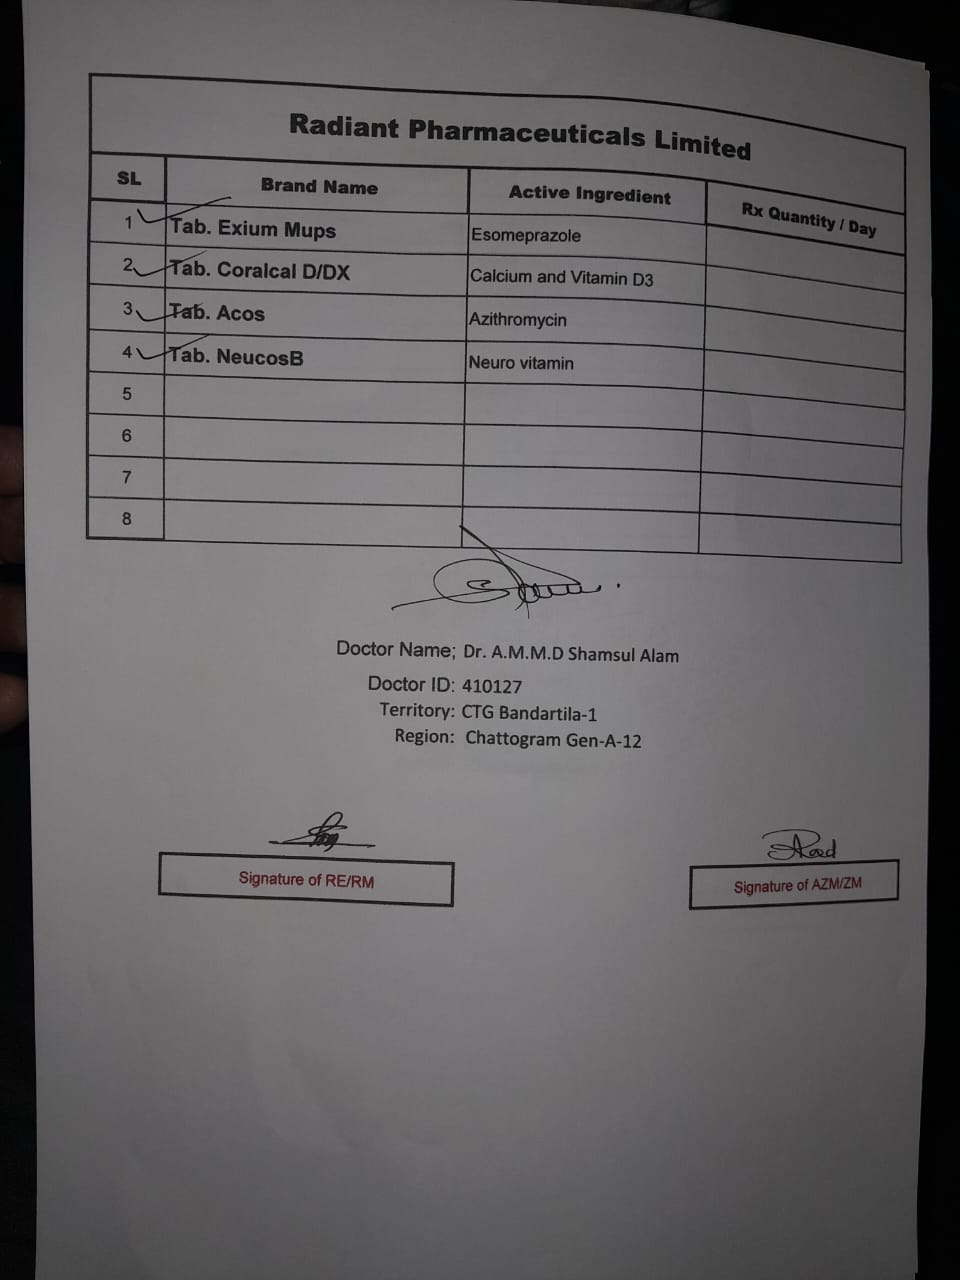 Radiant Pharmaceuticals Limited
SL Brand Name Active Ingredient Rx Quantity / Day
1 Tab. Exium Mups Esomeprazole
2 Tab. Coralcal D/DX Calcium and Vitamin D3
3 Tab. Acos Azithromycin
4 Tab. NeucosB Neuro vitamin
5
6
7
8
Doctor Name; Dr. A.M.M.D Shamsul Alam
Doctor ID: 410127
Territory: CTG Bandartila-1
Region: Chattogram Gen-A-12
Signature of RE/RM
Signature of AZM/ZM